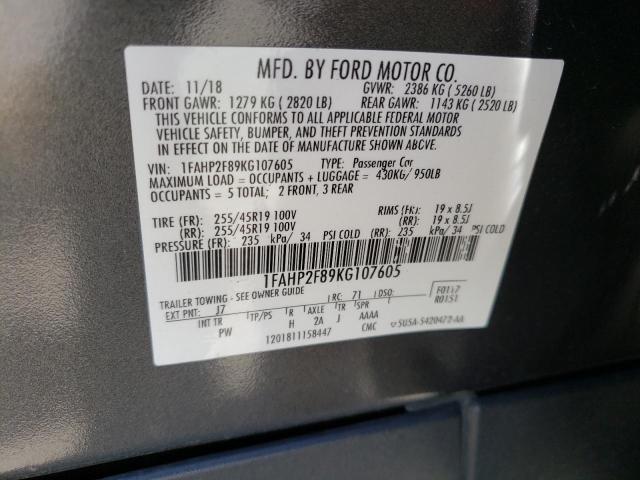 MFD. BY FORD MOTOR CO.
DATE: 11/18 GVWR: 2386 KG ( 5260 LB)
FRONT GAWR: 1279 KG ( 2820 LB) REAR GAWR: 1143 KG ( 2520 LB)
THIS VEHICLE CONFORMS TO ALL APPLICABLE FEDERAL MOTOR
VEHICLE SAFETY, BUMPER, AND THEFT PREVENTION STANDARDS
IN EFFECT ON THE DATE OF MANUFACTURE SHOWN ABOVE.
VIN: 1FAHP2F89KG107605 TYPE: Passenger Car
MAXIMUM LOAD = OCCUPANTS + LUGGAGE = 430KG/ 950LB
OCCUPANTS = 5 TOTAL; 2 FRONT, 3 REAR
TIRE (FR): 255/45R19 100V RIMS (FR): 19 x 8.5J
(RR): 255/45R19 100V (RR): 19 x 8.5J
PRESSURE (FR): 235 kPa/ 34 PSI COLD (RR): 235 kPa/ 34 PSI COLD
1FAHP2F89KG107605
TRAILER TOWING - SEE OWNER GUIDE
EXT PNT: J7 RC: 71 DSO: F0117
R0151
INT TR TP/PS R AXLE TR SPR
PW H 2A J AAAA
1201811158447 CMC 5U5A-5420472-AA